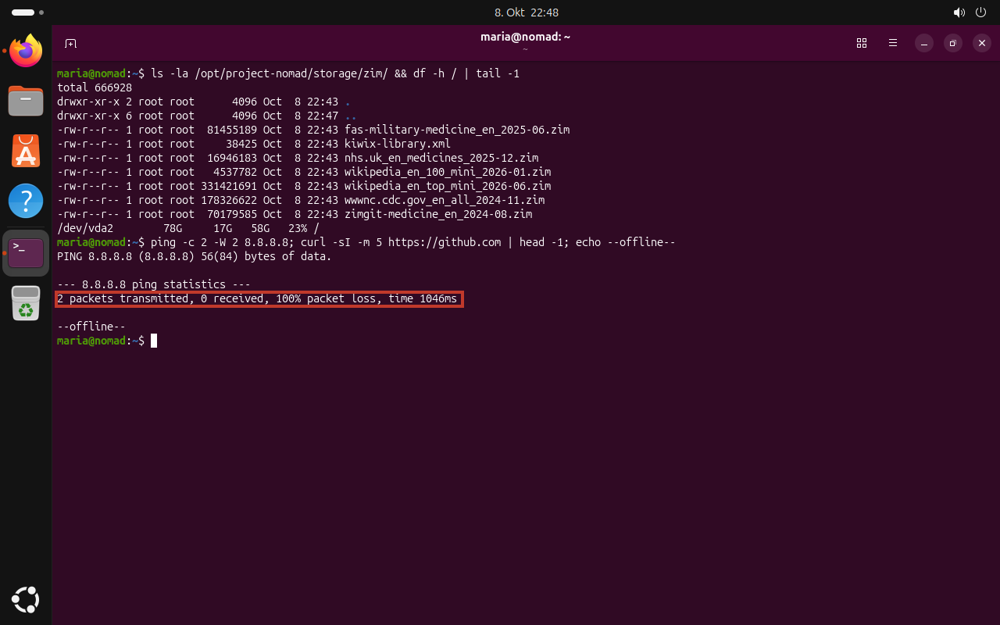 8. Okt 22:48
maria@nomad: ~
~
maria@nomad:~$ ls -la /opt/project-nomad/storage/zim/ && df -h / | tail -1
total 666928
drwxr-xr-x 2 root root      4096 Oct  8 22:43 .
drwxr-xr-x 6 root root      4096 Oct  8 22:47 ..
-rw-r--r-- 1 root root  81455189 Oct  8 22:43 fas-military-medicine_en_2025-06.zim
-rw-r--r-- 1 root root     38425 Oct  8 22:43 kiwix-library.xml
-rw-r--r-- 1 root root  16946183 Oct  8 22:43 nhs.uk_en_medicines_2025-12.zim
-rw-r--r-- 1 root root   4537782 Oct  8 22:43 wikipedia_en_100_mini_2026-01.zim
-rw-r--r-- 1 root root 331421691 Oct  8 22:43 wikipedia_en_top_mini_2026-06.zim
-rw-r--r-- 1 root root 178326622 Oct  8 22:43 wwwnc.cdc.gov_en_all_2024-11.zim
-rw-r--r-- 1 root root  70179585 Oct  8 22:43 zimgit-medicine_en_2024-08.zim
/dev/vda2        78G     17G   58G   23% /
maria@nomad:~$ ping -c 2 -W 2 8.8.8.8; curl -sI -m 5 https://github.com | head -1; echo --offline--
PING 8.8.8.8 (8.8.8.8) 56(84) bytes of data.
--- 8.8.8.8 ping statistics ---
2 packets transmitted, 0 received, 100% packet loss, time 1046ms
--offline--
maria@nomad:~$